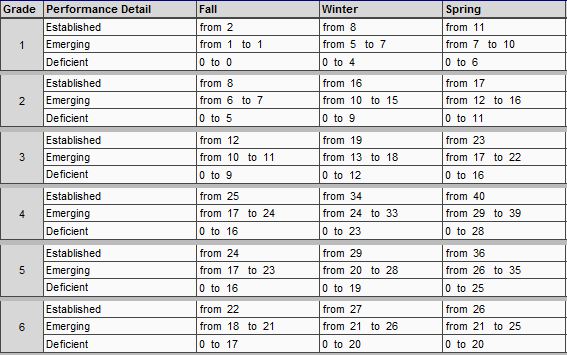 Grade Performance Detail Fall Winter Spring
Established from 2 from 8 from 11
1 Emerging from 1 to 1 from 5 to 7 from 7 to 10
Deficient 0 to 0 0 to 4 0 to 6
Established from 8 from 16 from 17
2 Emerging from 6 to 7 from 10 to 15 from 12 to 16
Deficient 0 to 5 0 to 9 0 to 11
Established from 12 from 19 from 23
3 Emerging from 10 to 11 from 13 to 18 from 17 to 22
Deficient 0 to 9 0 to 12 0 to 16
Established from 25 from 34 from 40
4 Emerging from 17 to 24 from 24 to 33 from 29 to 39
Deficient 0 to 16 0 to 23 0 to 28
Established from 24 from 29 from 36
5 Emerging from 17 to 23 from 20 to 28 from 26 to 35
Deficient 0 to 16 0 to 19 0 to 25
Established from 22 from 27 from 26
6 Emerging from 18 to 21 from 21 to 26 from 21 to 25
Deficient 0 to 17 0 to 20 0 to 20